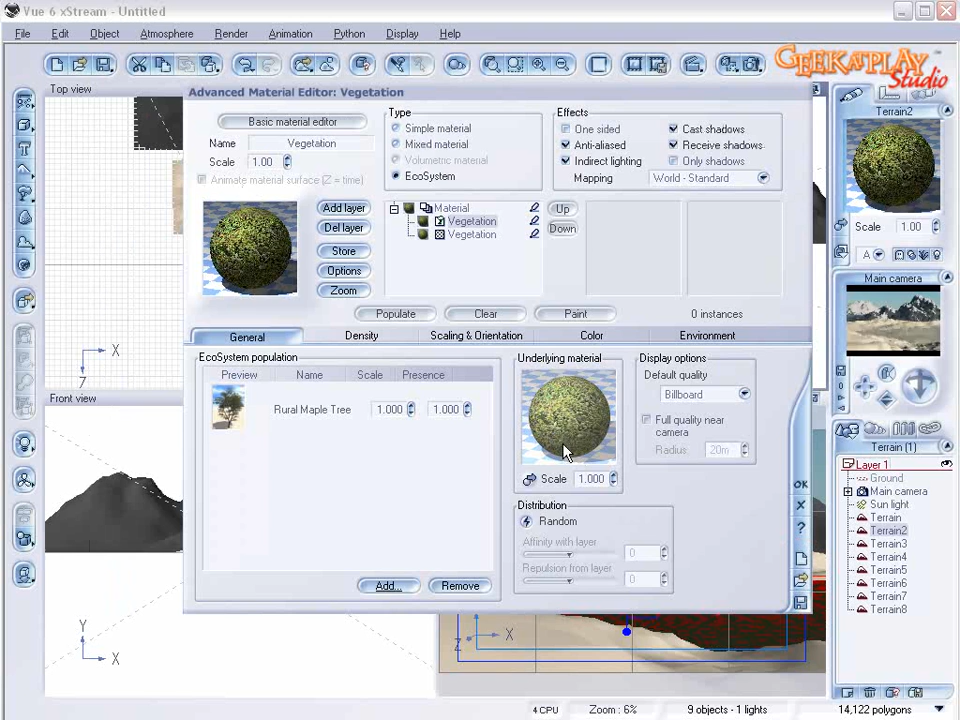 Vue 6 xStream - Untitled
File Edit Object Atmosphere Render Animation Python Display Help
GEEKATPLAY
Studio
Top view
X
Z
Front view
Y
X
Z X
Advanced Material Editor: Vegetation
Basic material editor
Name Vegetation
Scale 1.00
Animate material surface (Z = time)
Type
Simple material
Mixed material
Volumetric material
EcoSystem
Effects
One sided
Anti-aliased
Indirect lighting
Cast shadows
Receive shadows
Only shadows
Mapping World - Standard
Add layer
Del layer
Store
Options
Zoom
Material
Vegetation
Vegetation
Up
Down
Populate Clear Paint 0 instances
General Density Scaling & Orientation Color Environment
EcoSystem population
Preview Name Scale Presence
Rural Maple Tree 1.000 1.000
Add... Remove
Underlying material
Scale 1.000
Distribution
Random
Affinity with layer
0
Repulsion from layer
0
Display options
Default quality
Billboard
Full quality near
camera
Radius 20m
OK
X
?
Terrain2
Scale 1.00
A
Main camera
Terrain (1)
Layer 1
Ground
Main camera
Sun light
Terrain
Terrain2
Terrain3
Terrain4
Terrain5
Terrain6
Terrain7
Terrain8
4 CPU Zoom : 6% 9 objects - 1 lights 14,122 polygons